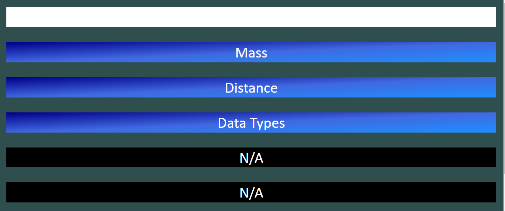 Mass
Distance
Data Types
N/A
N/A